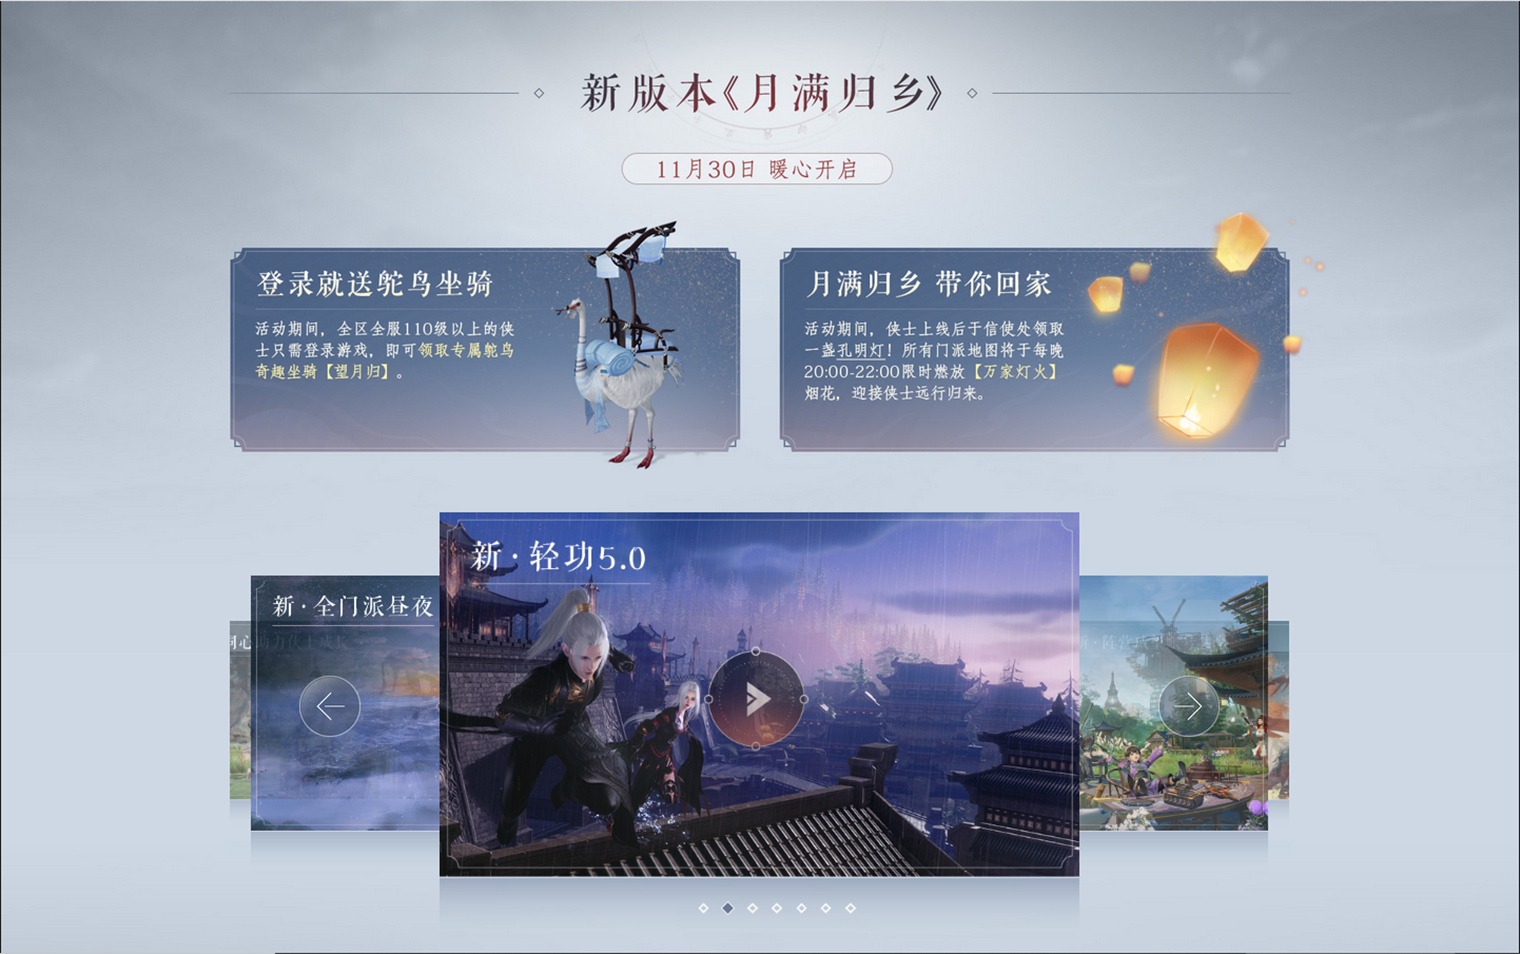 新版本《月满归乡》
11月30日 暖心开启
登录就送鸵鸟坐骑
活动期间，全区全服110级以上的侠
士只需登录游戏，即可领取专属鸵鸟
奇趣坐骑【望月归】。
月满归乡 带你回家
活动期间，侠士上线后于信使处领取
一盏孔明灯！所有门派地图将于每晚
20:00-22:00限时燃放【万家灯火】
烟花，迎接侠士远行归来。
新·轻功5.0
新·全门派昼夜